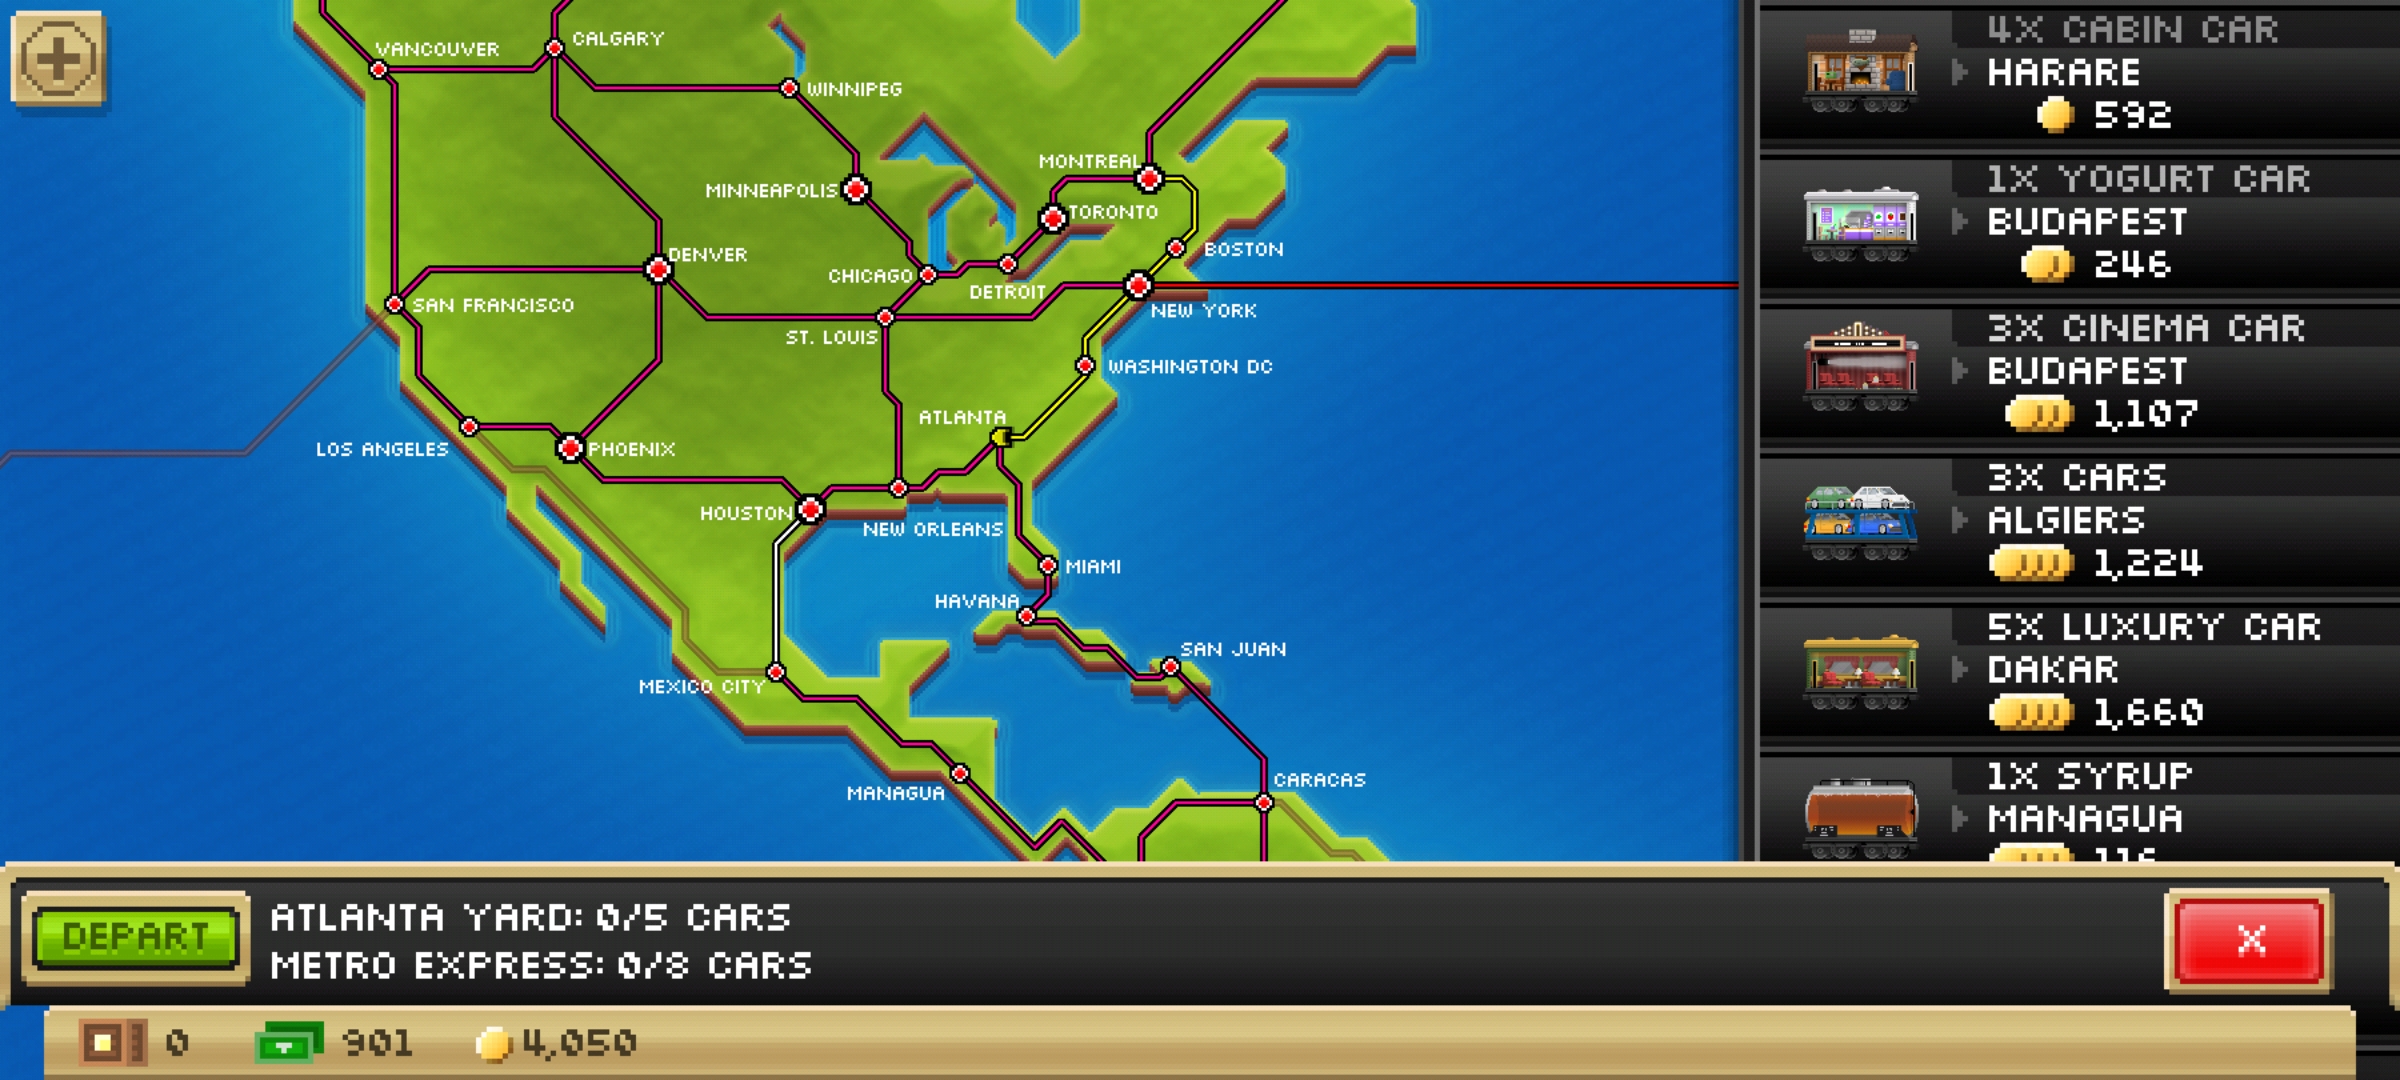 VANCOUVER
CALGARY
WINNIPEG
MONTREAL
MINNEAPOLIS
TORONTO
BOSTON
DENVER
CHICAGO
DETROIT
SAN FRANCISCO
NEW YORK
ST. LOUIS
WASHINGTON DC
ATLANTA
LOS ANGELES
PHOENIX
HOUSTON
NEW ORLEANS
MIAMI
HAVANA
SAN JUAN
MEXICO CITY
CARACAS
MANAGUA
4X CABIN CAR
HARARE
592
1X YOGURT CAR
BUDAPEST
246
3X CINEMA CAR
BUDAPEST
1,107
3X CARS
ALGIERS
1,224
5X LUXURY CAR
DAKAR
1,660
1X SYRUP
MANAGUA
DEPART
ATLANTA YARD: 0/5 CARS
METRO EXPRESS: 0/8 CARS
X
0
901
4,050